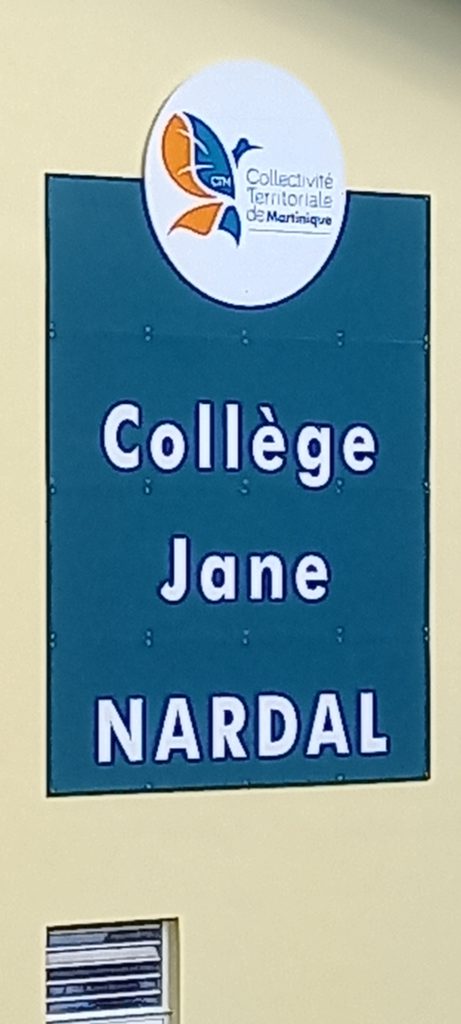 CTM
Collectivité
Territoriale
de Martinique
Collège
Jane
NARDAL